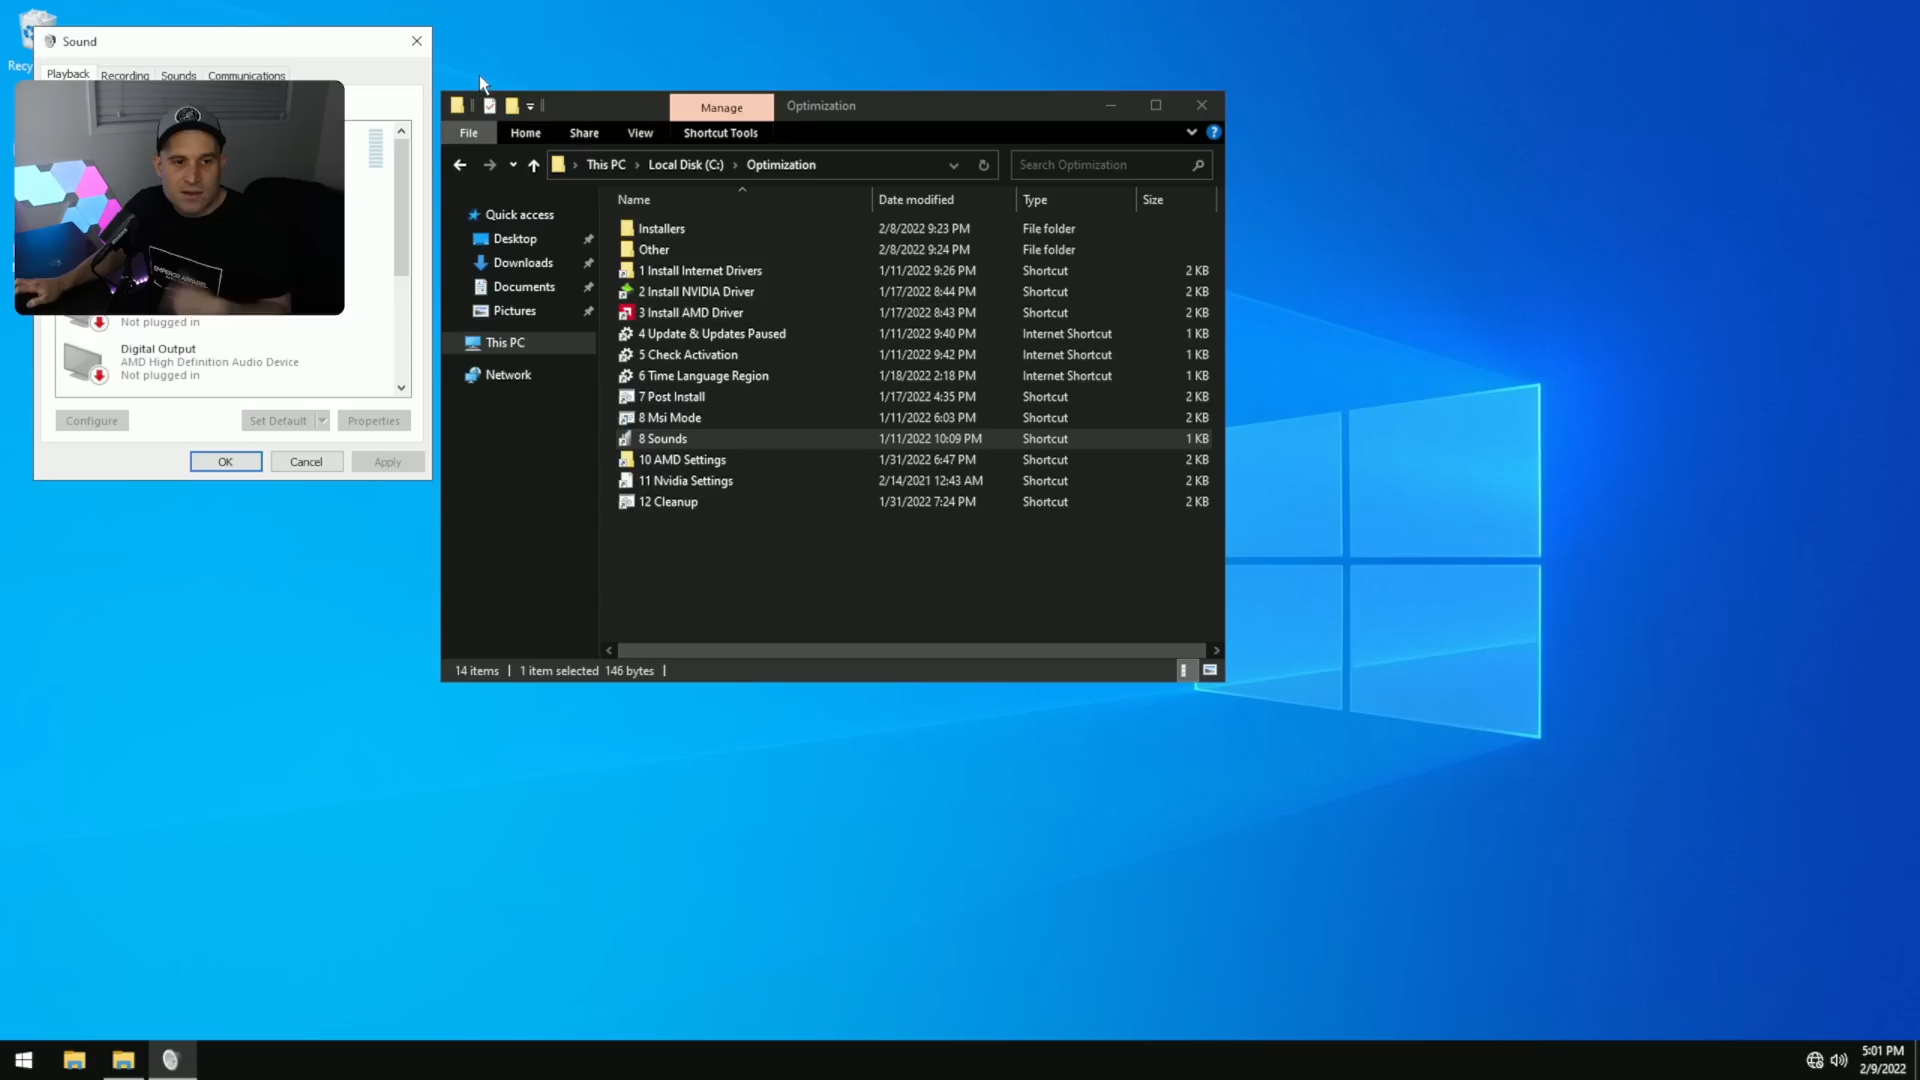 Recy
Sound
Playback
Recording
Sounds
Communications
Not plugged in
Digital Output
AMD High Definition Audio Device
Not plugged in
Configure
Set Default
Properties
OK
Cancel
Apply
Manage
Optimization
File
Home
Share
View
Shortcut Tools
This PC
Local Disk (C:)
Optimization
Search Optimization
Name
Date modified
Type
Size
Quick access
Desktop
Downloads
Documents
Pictures
This PC
Network
Installers 2/8/2022 9:23 PM File folder
Other 2/8/2022 9:24 PM File folder
1 Install Internet Drivers 1/11/2022 9:26 PM Shortcut 2 KB
2 Install NVIDIA Driver 1/17/2022 8:44 PM Shortcut 2 KB
3 Install AMD Driver 1/17/2022 8:43 PM Shortcut 2 KB
4 Update & Updates Paused 1/11/2022 9:40 PM Internet Shortcut 1 KB
5 Check Activation 1/11/2022 9:42 PM Internet Shortcut 1 KB
6 Time Language Region 1/18/2022 2:18 PM Internet Shortcut 1 KB
7 Post Install 1/17/2022 4:35 PM Shortcut 2 KB
8 Msi Mode 1/11/2022 6:03 PM Shortcut 2 KB
8 Sounds 1/11/2022 10:09 PM Shortcut 1 KB
10 AMD Settings 1/31/2022 6:47 PM Shortcut 2 KB
11 Nvidia Settings 2/14/2021 12:43 AM Shortcut 2 KB
12 Cleanup 1/31/2022 7:24 PM Shortcut 2 KB
14 items
1 item selected 146 bytes
EMPEROR APPAREL
5:01 PM
2/9/2022